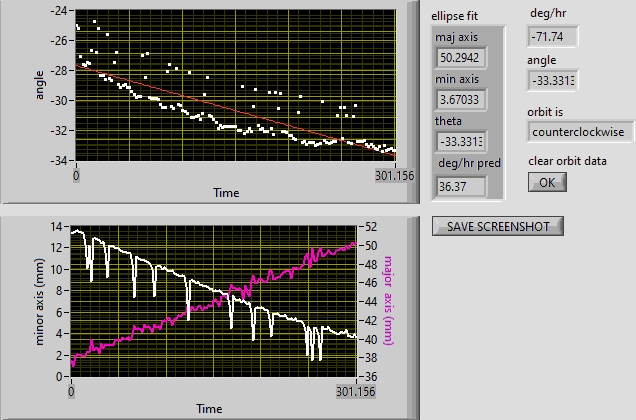 -24
-26
-28
-30
-32
-34
angle
0
301.156
Time
ellipse fit
maj axis
50.2942
min axis
3.67033
theta
-33.3313
deg/hr pred
36.37
deg/hr
-71.74
angle
-33.3313
orbit is
counterclockwise
clear orbit data
OK
SAVE SCREENSHOT
14
12
10
8
6
4
2
0
minor axis (mm)
52
50
48
46
44
42
40
38
36
major axis (mm)
0
301.156
Time